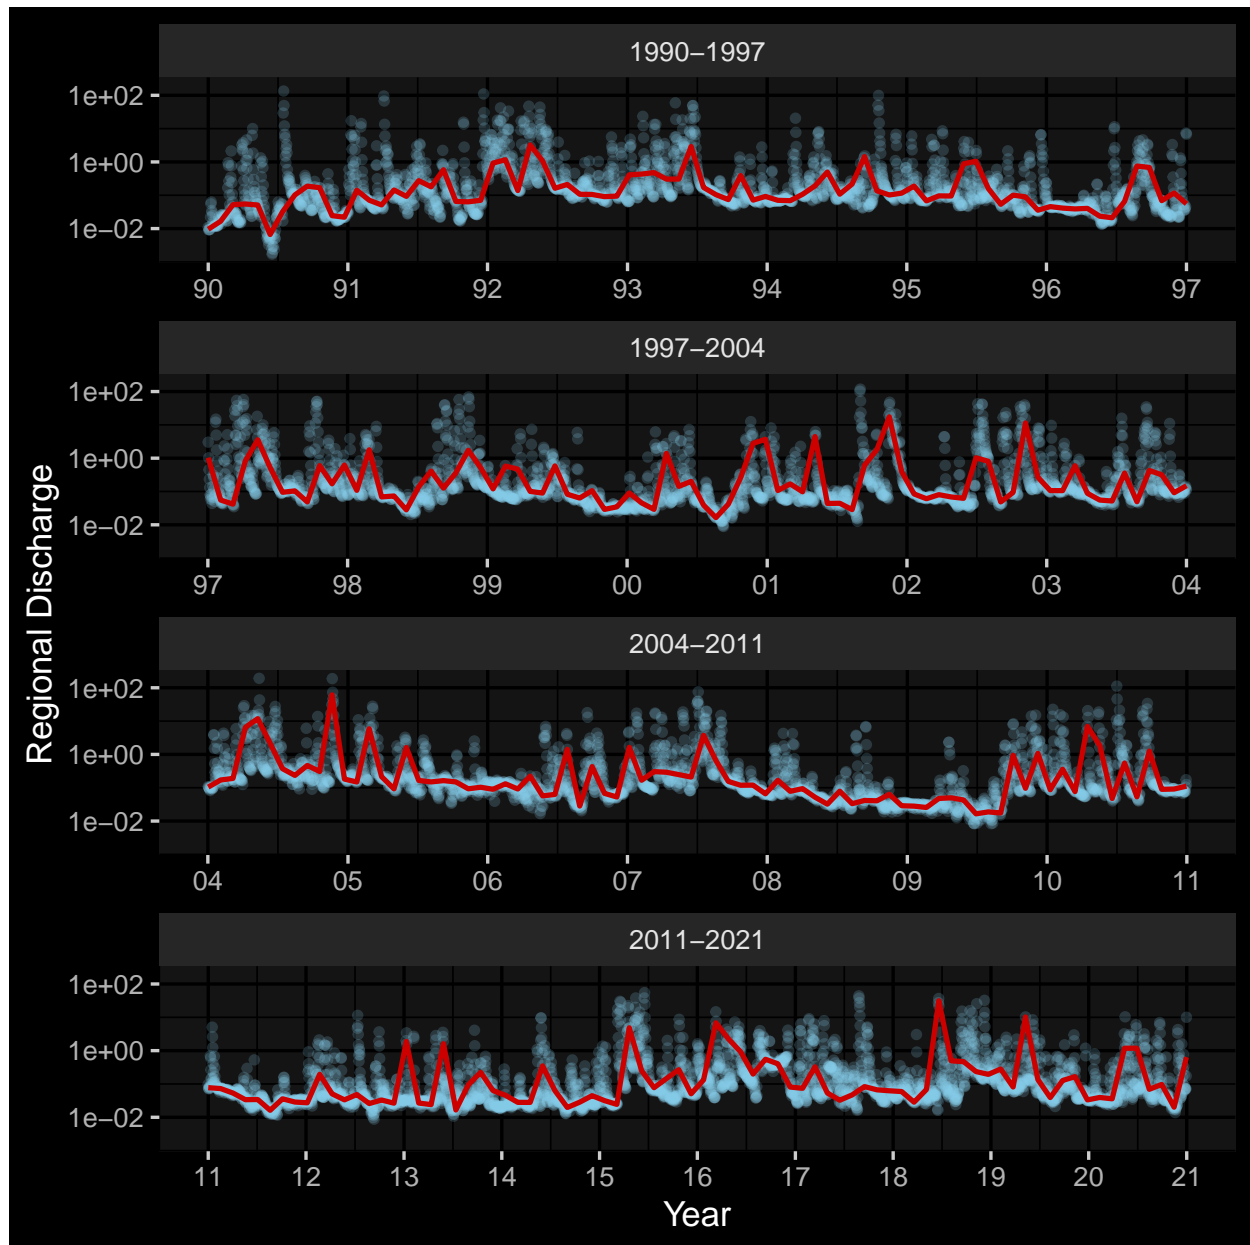 1990–1997
1e+02
1e+00
1e−02
90 91 92 93 94 95 96 97
1997–2004
1e+02
1e+00
1e−02
97 98 99 00 01 02 03 04
Regional Discharge
2004–2011
1e+02
1e+00
1e−02
04 05 06 07 08 09 10 11
2011–2021
1e+02
1e+00
1e−02
11 12 13 14 15 16 17 18 19 20 21
Year